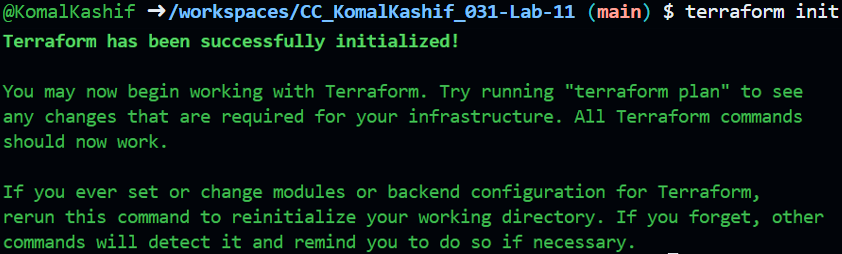 @KomalKashif ➜/workspaces/CC_KomalKashif_031-Lab-11 (main) $ terraform init
Terraform has been successfully initialized!
You may now begin working with Terraform. Try running "terraform plan" to see
any changes that are required for your infrastructure. All Terraform commands
should now work.
If you ever set or change modules or backend configuration for Terraform,
rerun this command to reinitialize your working directory. If you forget, other
commands will detect it and remind you to do so if necessary.